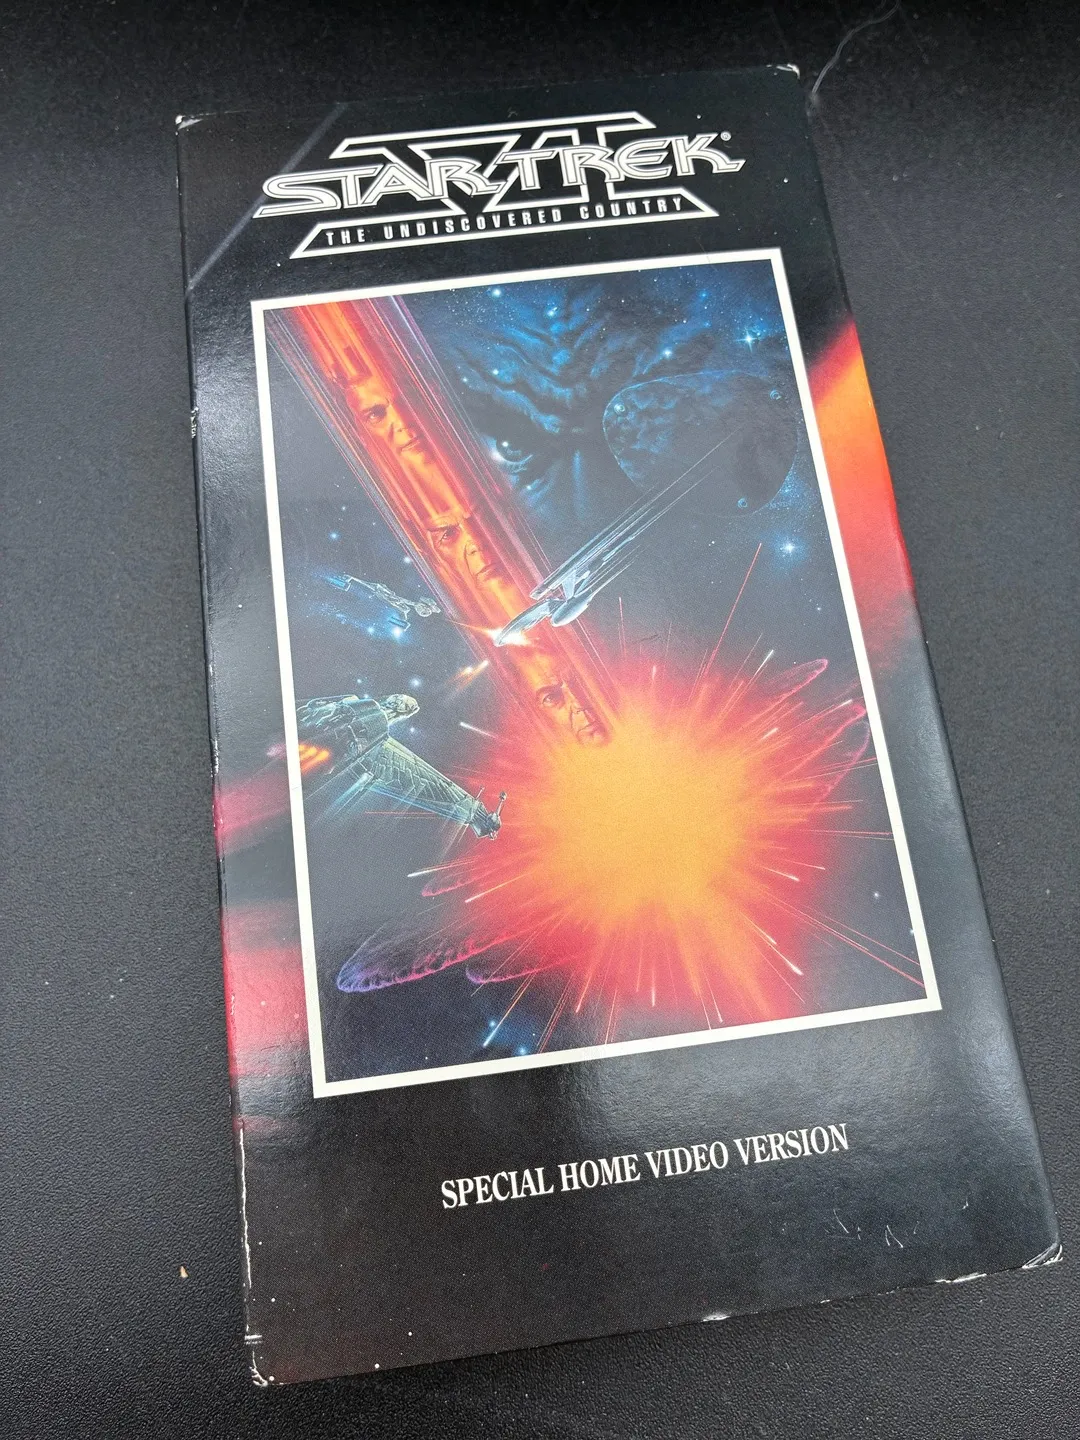 STAR TREK®
VI
THE UNDISCOVERED COUNTRY
SPECIAL HOME VIDEO VERSION